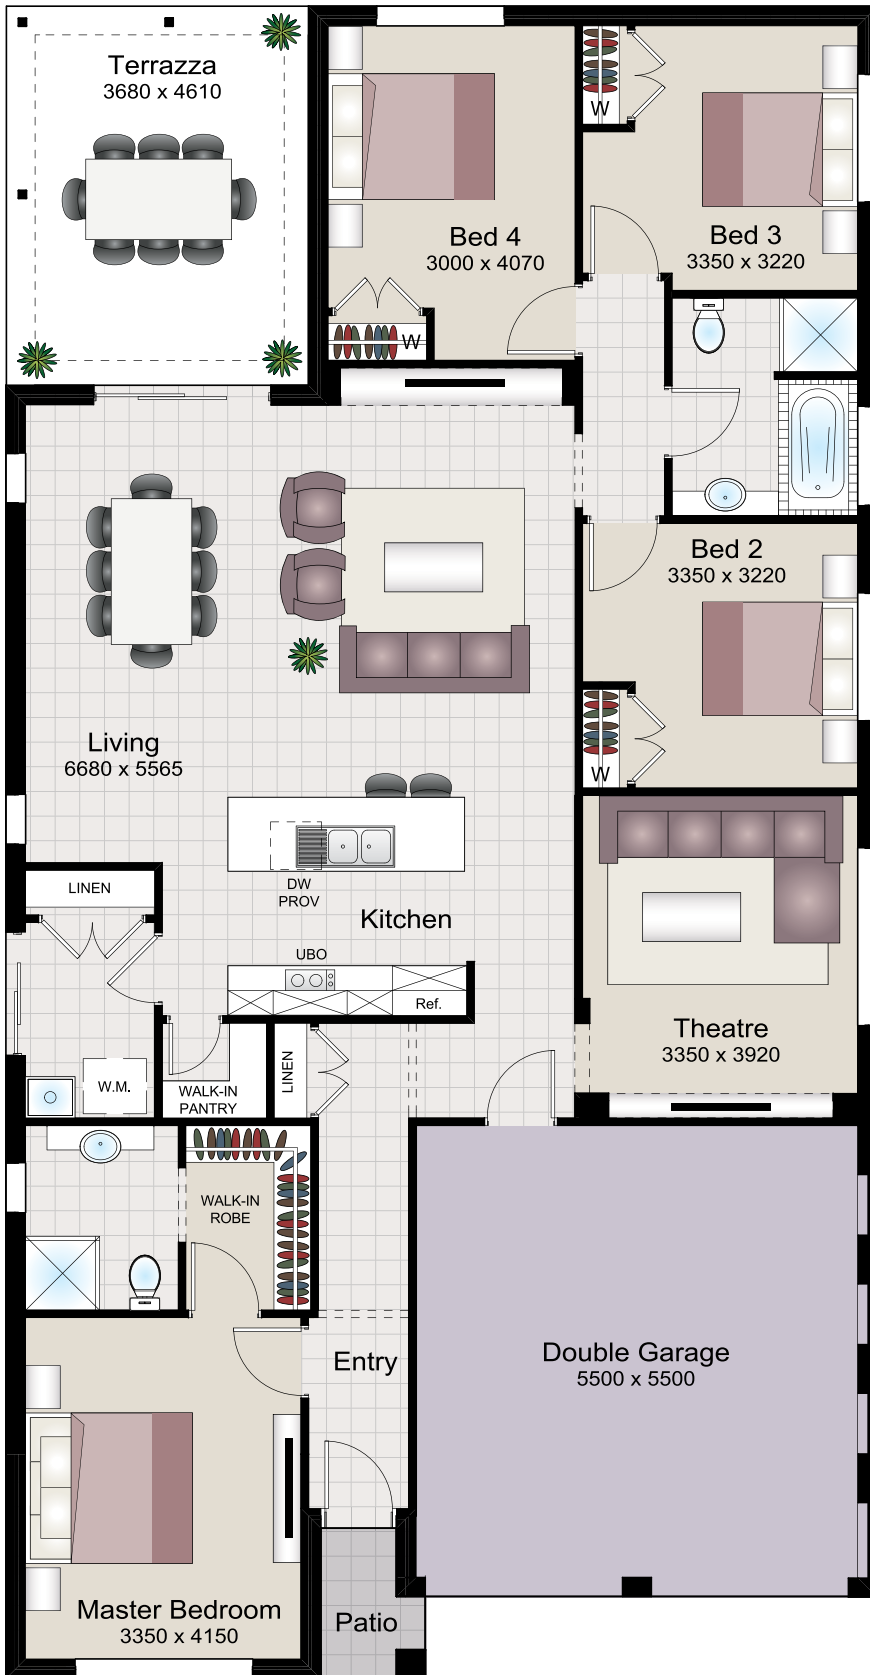 Terrazza
3680 x 4610
W
Bed 4
3000 x 4070
Bed 3
3350 x 3220
W
Bed 2
3350 x 3220
Living
6680 x 5565
W
LINEN
DW
PROV
Kitchen
UBO
Ref.
Theatre
3350 x 3920
W.M.
WALK-IN
PANTRY
LINEN
WALK-IN
ROBE
Entry
Double Garage
5500 x 5500
Master Bedroom
3350 x 4150
Patio